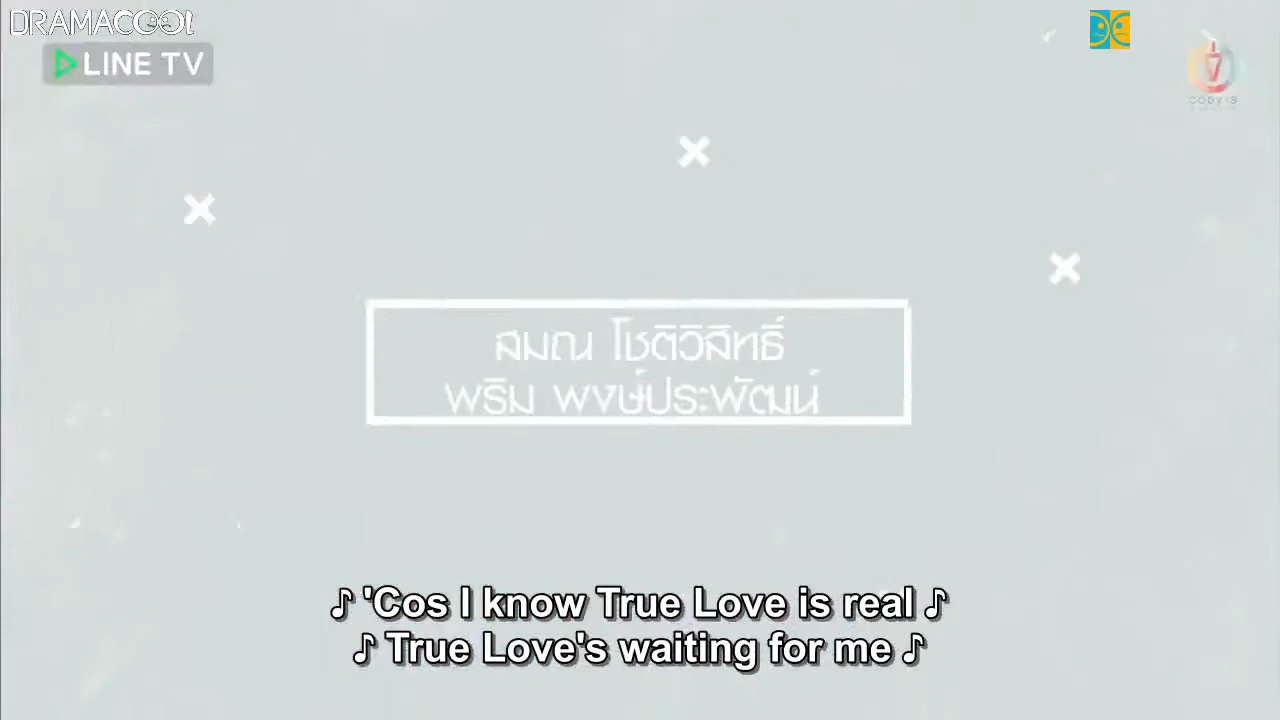 DRAMACOOL
LINE TV
สมณ โชติวิสิทธิ์
พริม พงษ์ประพัฒน์
♪ 'Cos I know True Love is real ♪
♪ True Love's waiting for me ♪